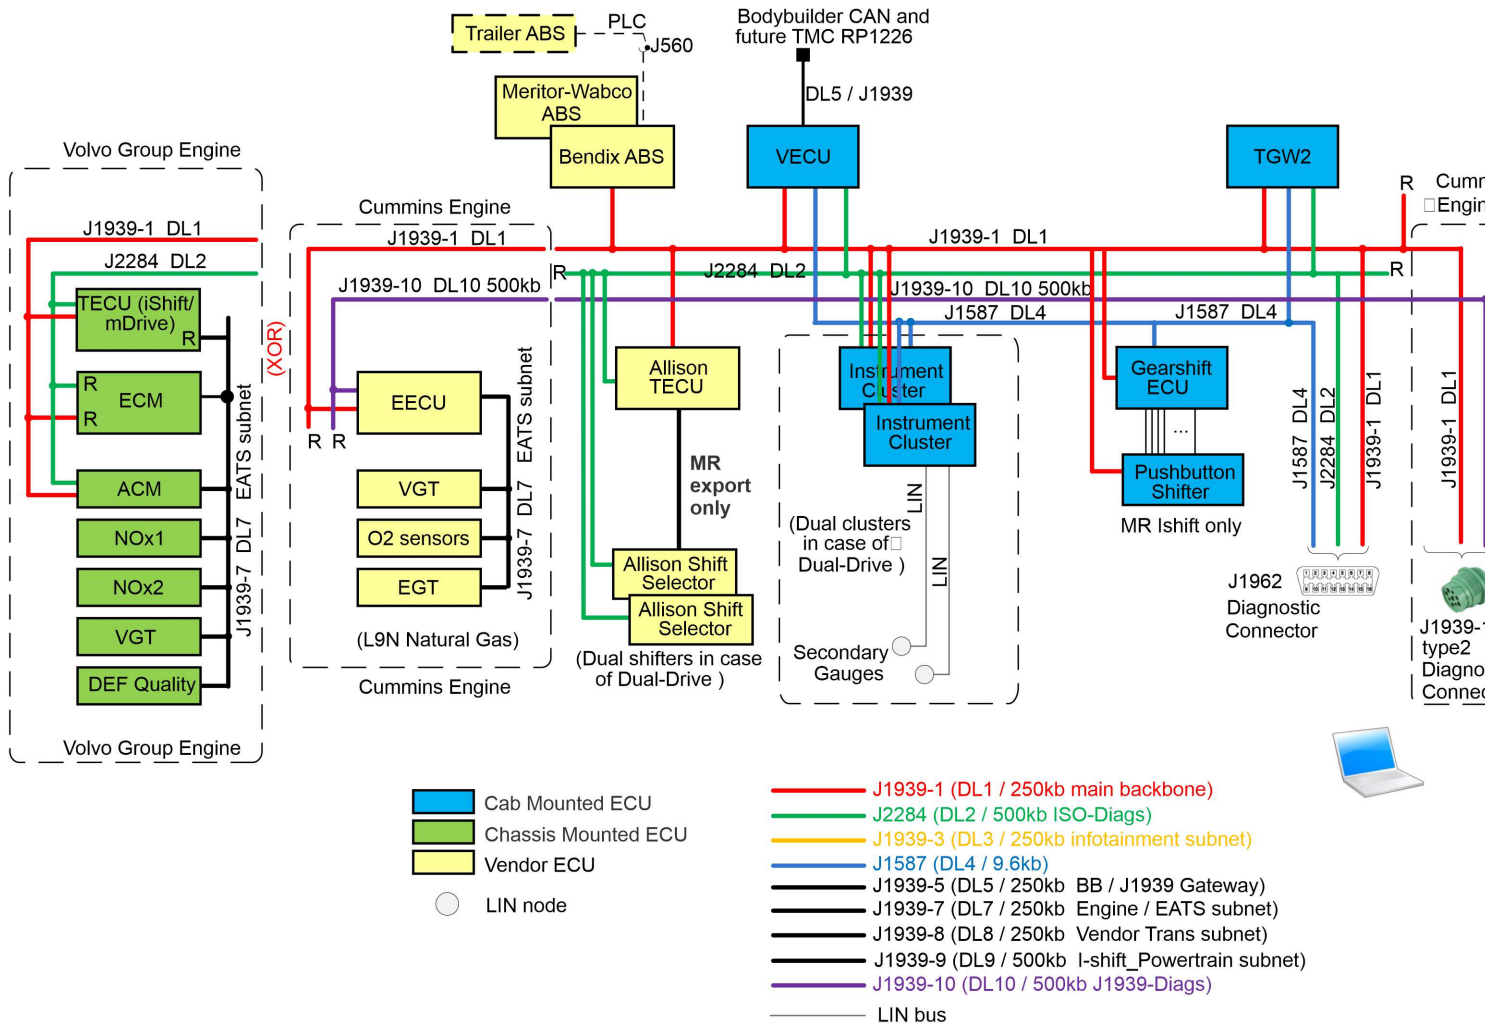 Trailer ABS
PLC
J560
Bodybuilder CAN and
future TMC RP1226
DL5 / J1939
Meritor-Wabco
ABS
Bendix ABS
VECU
TGW2
Volvo Group Engine
J1939-1 DL1
J2284 DL2
TECU (iShift/
mDrive)
R
ECM
R
R
ACM
NOx1
NOx2
VGT
DEF Quality
J1939-7 DL7 EATS subnet
Volvo Group Engine
(XOR)
Cummins Engine
J1939-1 DL1
J1939-10 DL10 500kb
EECU
R R
VGT
O2 sensors
EGT
J1939-7 DL7 EATS subnet
(L9N Natural Gas)
Cummins Engine
R
J2284 DL2
J1939-1 DL1
J1939-10 DL10 500kb
J1587 DL4
J1587 DL4
R
R
Allison
TECU
MR
export
only
Allison Shift
Selector
Allison Shift
Selector
(Dual shifters in case
of Dual-Drive )
Instrument
Cluster
Instrument
Cluster
LIN
LIN
(Dual clusters
in case of
Dual-Drive )
Secondary
Gauges
Gearshift
ECU
...
Pushbutton
Shifter
MR Ishift only
J1587 DL4
J2284 DL2
J1939-1 DL1
J1962
Diagnostic
Connector
Engin
J1939-1 DL1
type2
Cab Mounted ECU
Chassis Mounted ECU
Vendor ECU
LIN node
J1939-1 (DL1 / 250kb main backbone)
J2284 (DL2 / 500kb ISO-Diags)
J1939-3 (DL3 / 250kb infotainment subnet)
J1587 (DL4 / 9.6kb)
J1939-5 (DL5 / 250kb BB / J1939 Gateway)
J1939-7 (DL7 / 250kb Engine / EATS subnet)
J1939-8 (DL8 / 250kb Vendor Trans subnet)
J1939-9 (DL9 / 500kb I-shift_Powertrain subnet)
J1939-10 (DL10 / 500kb J1939-Diags)
LIN bus